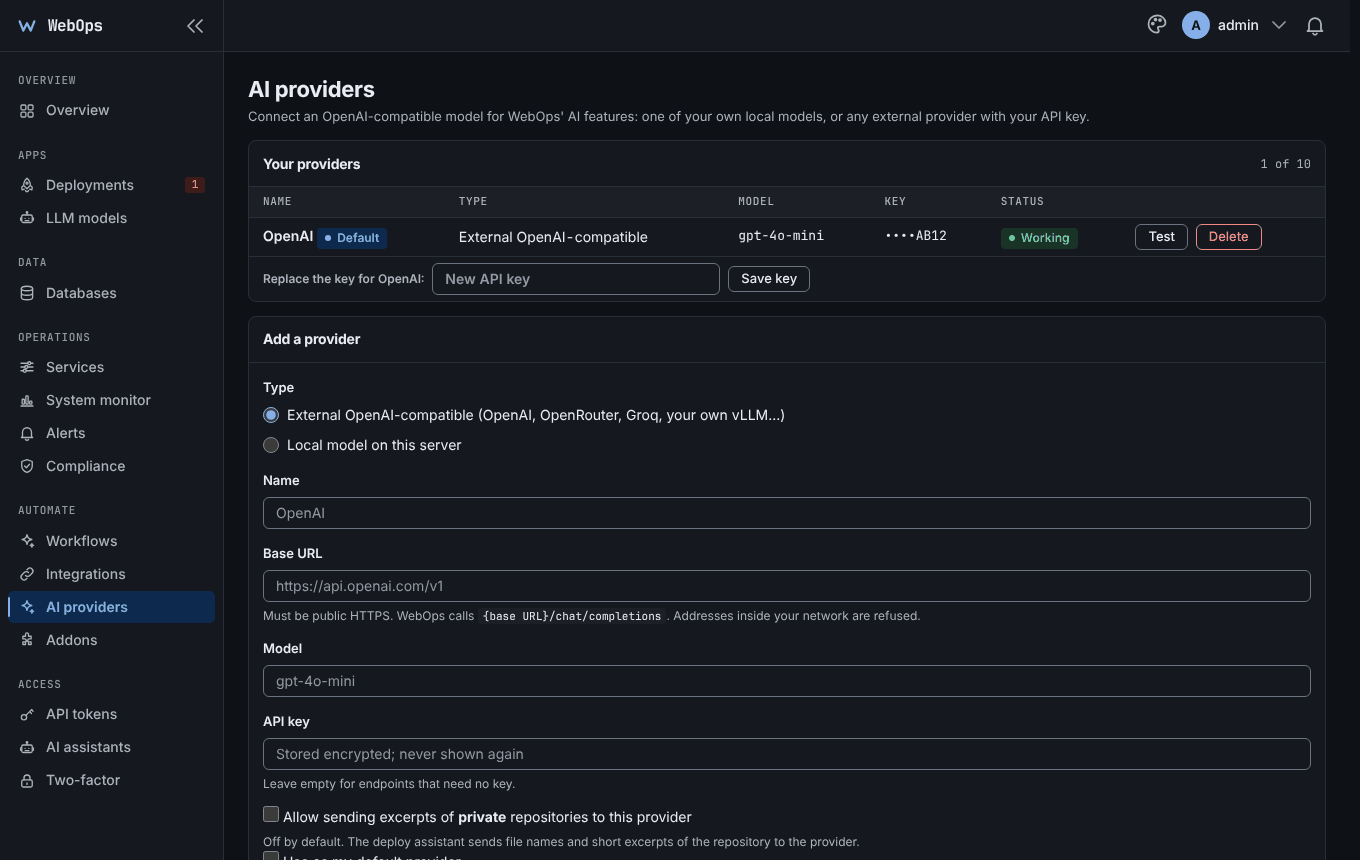 WebOps
A admin
OVERVIEW
Overview
APPS
Deployments 1
LLM models
DATA
Databases
OPERATIONS
Services
System monitor
Alerts
Compliance
AUTOMATE
Workflows
Integrations
AI providers
Addons
ACCESS
API tokens
AI assistants
Two-factor
AI providers
Connect an OpenAI-compatible model for WebOps' AI features: one of your own local models, or any external provider with your API key.
Your providers 1 of 10
NAME TYPE MODEL KEY STATUS
OpenAI Default External OpenAI-compatible gpt-4o-mini ••••AB12 Working Test Delete
Replace the key for OpenAI: New API key Save key
Add a provider
Type
External OpenAI-compatible (OpenAI, OpenRouter, Groq, your own vLLM…)
Local model on this server
Name
OpenAI
Base URL
https://api.openai.com/v1
Must be public HTTPS. WebOps calls {base URL}/chat/completions . Addresses inside your network are refused.
Model
gpt-4o-mini
API key
Stored encrypted; never shown again
Leave empty for endpoints that need no key.
Allow sending excerpts of private repositories to this provider
Off by default. The deploy assistant sends file names and short excerpts of the repository to the provider.
Use as my default provider